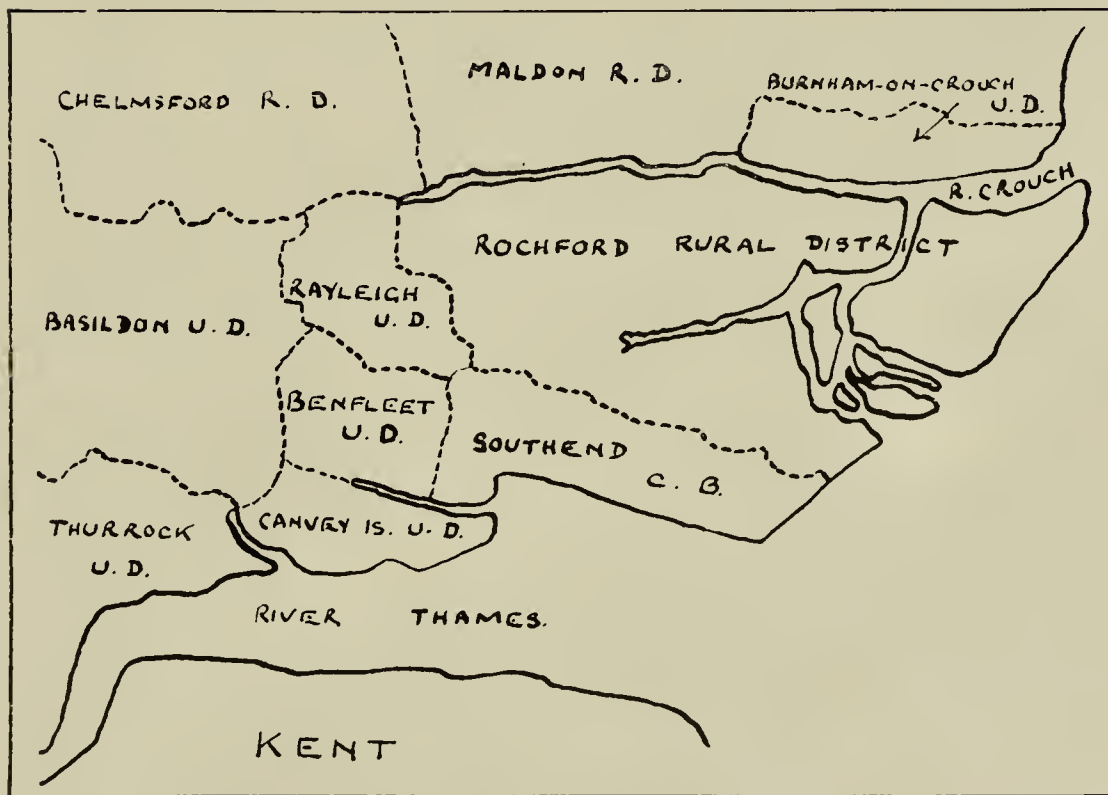 CHELMSFORD R. D.
MALDON R. D.
BURNHAM-ON-CROUCH
U. D.
R. CROUCH
ROCHFORD RURAL DISTRICT
RAYLEIGH
U. D.
BASILDON U. D.
BENFLEET
U. D.
SOUTHEND
C. B.
THURROCK
U. D.
CANVEY IS. U. D.
RIVER THAMES.
KENT